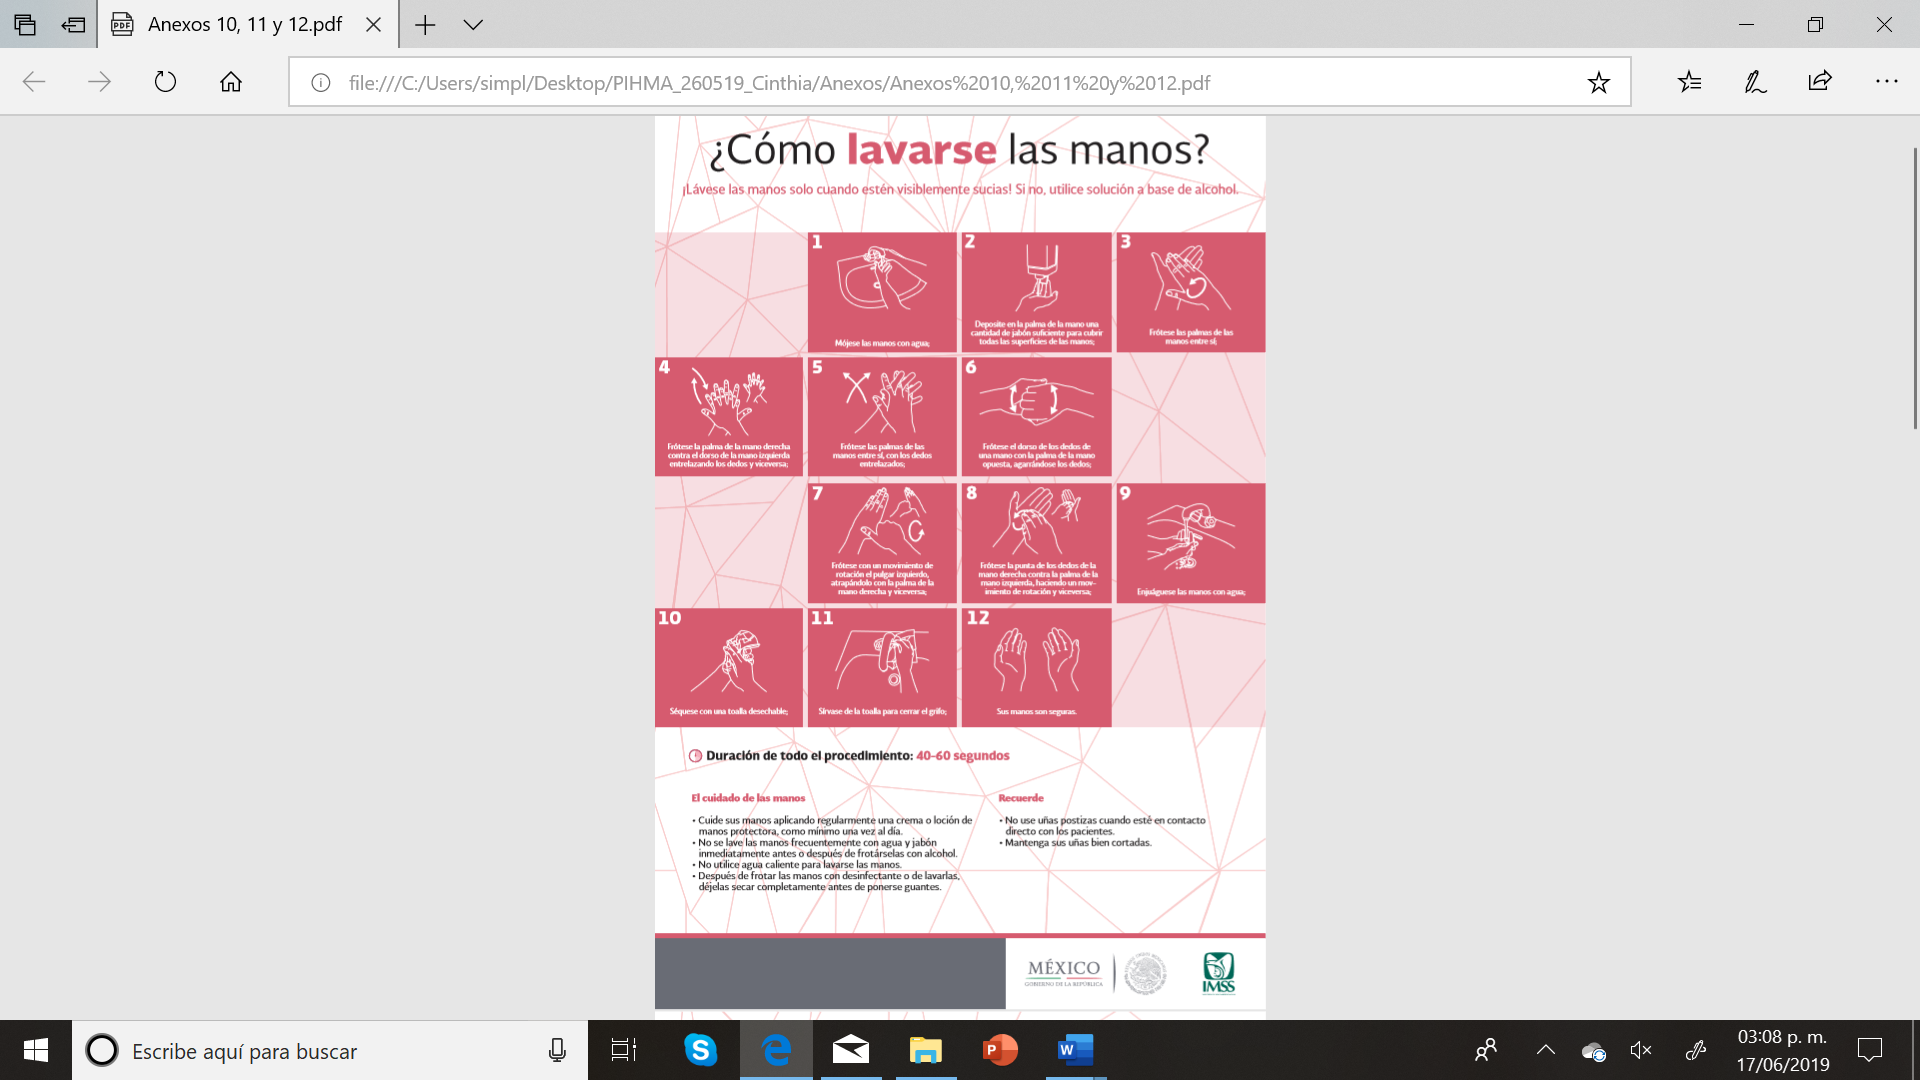 Anexos 10, 11 y 12.pdf
file:///C:/Users/simpl/Desktop/PIHMA_260519_Cinthia/Anexos/Anexos%2010,%2011%20y%2012.pdf
¿Cómo lavarse las manos?
¡Lávese las manos solo cuando estén visiblemente sucias! Si no, utilice solución a base de alcohol.
1
Mójese las manos con agua;
2
Deposite en la palma de la mano una
cantidad de jabón suficiente para cubrir
todas las superficies de las manos;
3
Frótese las palmas de las
manos entre sí;
4
Frótese la palma de la mano derecha
contra el dorso de la mano izquierda
entrelazando los dedos y viceversa;
5
Frótese las palmas de las
manos entre sí, con los dedos
entrelazados;
6
Frótese el dorso de los dedos de
una mano con la palma de la mano
opuesta, agarrándose los dedos;
7
Frótese con un movimiento de
rotación el pulgar izquierdo,
atrapándolo con la palma de la
mano derecha y viceversa;
8
Frótese la punta de los dedos de la
mano derecha contra la palma de la
mano izquierda, haciendo un mov-
imiento de rotación y viceversa;
9
Enjuáguese las manos con agua;
10
Séquese con una toalla desechable;
11
Sírvase de la toalla para cerrar el grifo;
12
Sus manos son seguras.
Duración de todo el procedimiento: 40-60 segundos
El cuidado de las manos
• Cuide sus manos aplicando regularmente una crema o loción de
manos protectora, como mínimo una vez al día.
• No se lave las manos frecuentemente con agua y jabón
inmediatamente antes o después de frotárselas con alcohol.
• No utilice agua caliente para lavarse las manos.
• Después de frotar las manos con desinfectante o de lavarlas,
déjelas secar completamente antes de ponerse guantes.
Recuerde
• No use uñas postizas cuando esté en contacto
directo con los pacientes.
• Mantenga sus uñas bien cortadas.
MÉXICO
GOBIERNO DE LA REPÚBLICA
IMSS
Escribe aquí para buscar
03:08 p. m.
17/06/2019